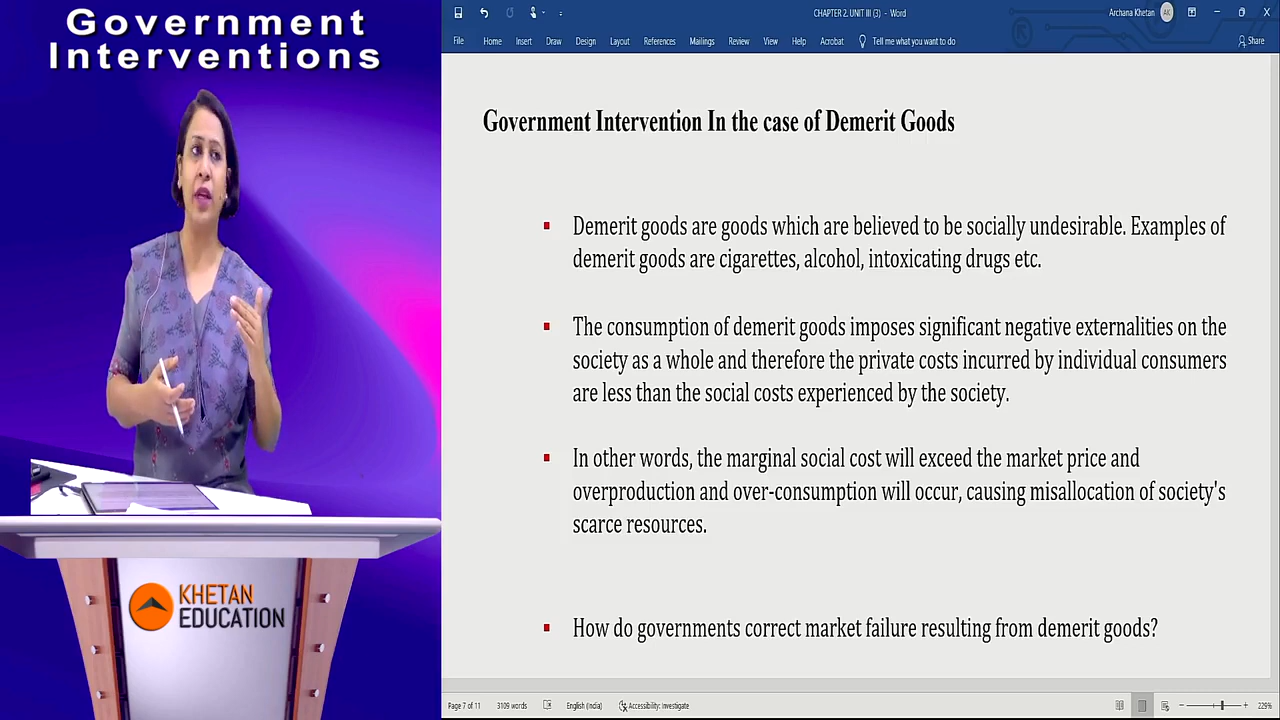 Government
Interventions
KHETAN
EDUCATION
CHAPTER 2. UNIT III (3) - Word
Archana Khetan
AK
File Home Insert Draw Design Layout References Mailings Review View Help Acrobat Tell me what you want to do
Share
Government Intervention In the case of Demerit Goods
Demerit goods are goods which are believed to be socially undesirable. Examples of
demerit goods are cigarettes, alcohol, intoxicating drugs etc.
The consumption of demerit goods imposes significant negative externalities on the
society as a whole and therefore the private costs incurred by individual consumers
are less than the social costs experienced by the society.
In other words, the marginal social cost will exceed the market price and
overproduction and over-consumption will occur, causing misallocation of society's
scarce resources.
How do governments correct market failure resulting from demerit goods?
Page 7 of 11 3109 words English (India) Accessibility: Investigate
229%